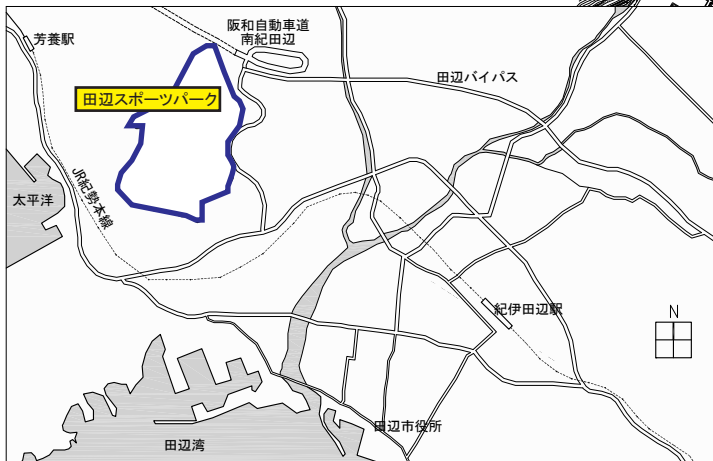 阪和自動車道
南紀田辺
芳養駅
田辺バイパス
田辺スポーツパーク
JR紀勢本線
太平洋
紀伊田辺駅
N
田辺市役所
田辺湾